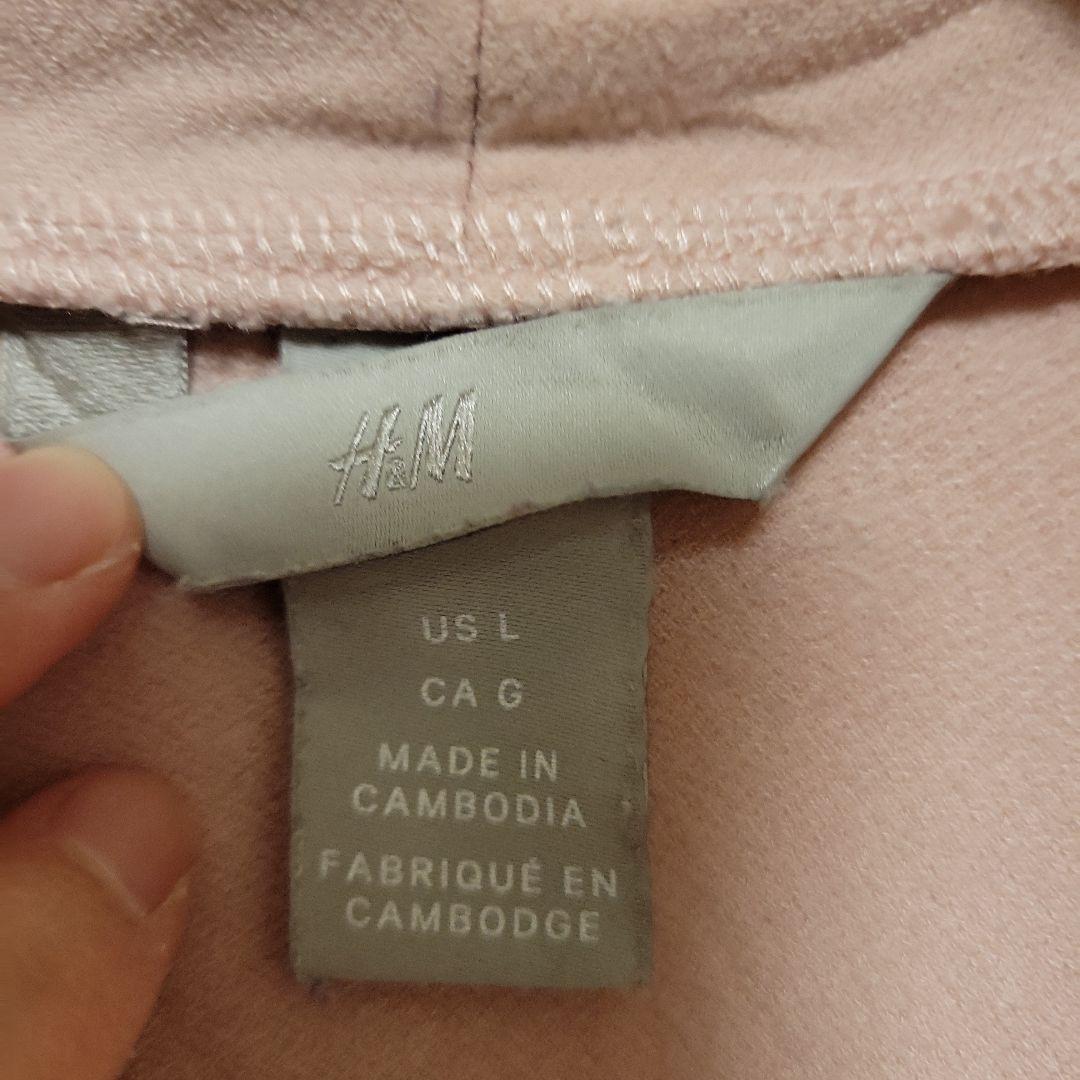 H&M
US L
CA G
MADE IN
CAMBODIA
FABRIQUÉ EN
CAMBODGE